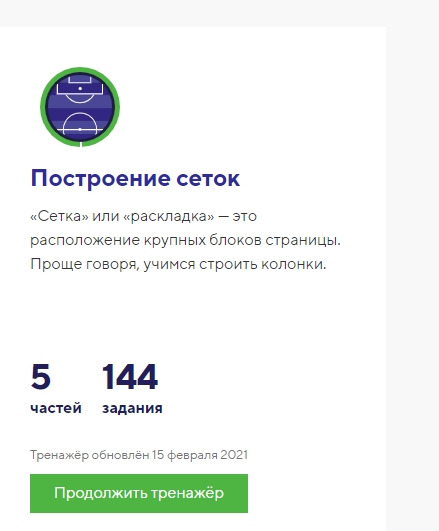 Построение сеток
«Сетка» или «раскладка» — это
расположение крупных блоков страницы.
Проще говоря, учимся строить колонки.
5 144
частей задания
Тренажёр обновлён 15 февраля 2021
Продолжить тренажёр